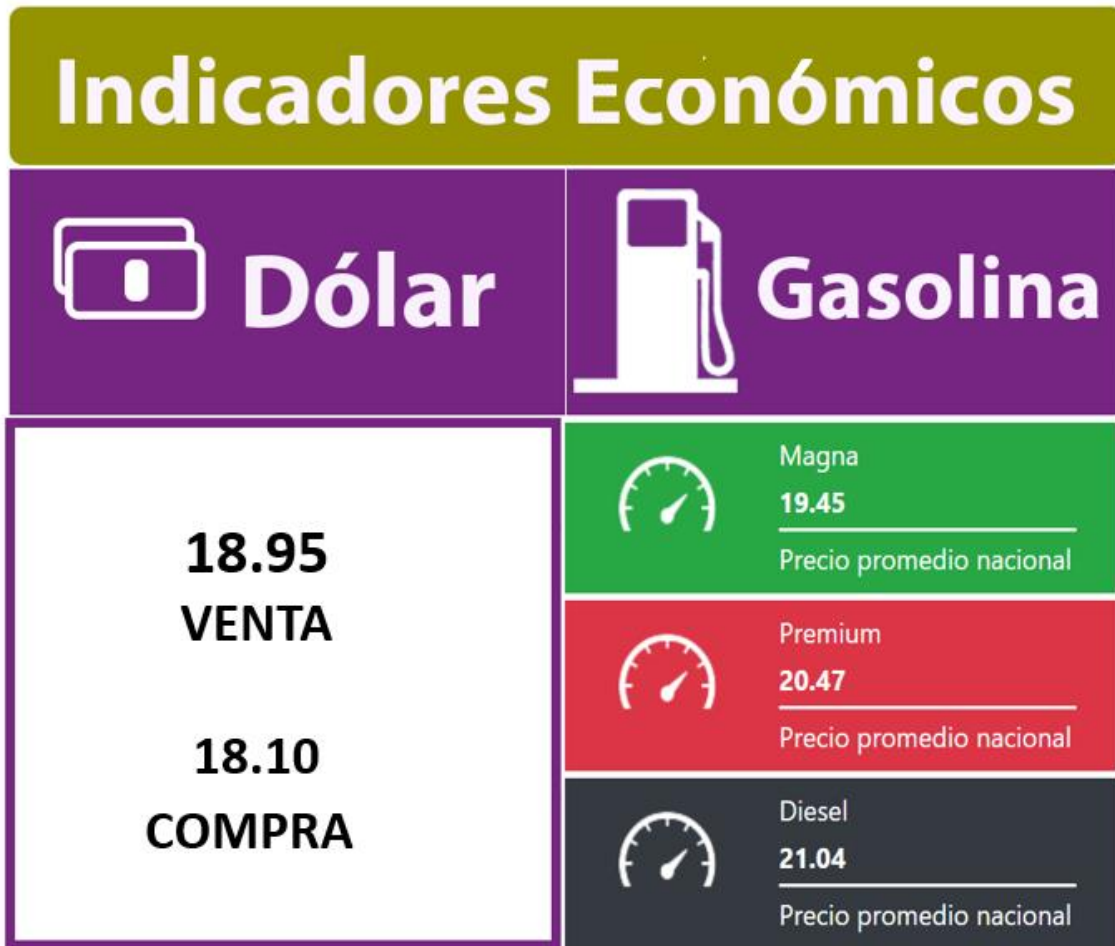 Indicadores Económicos
Dólar
Gasolina
18.95
VENTA
18.10
COMPRA
Magna
19.45
Precio promedio nacional
Premium
20.47
Precio promedio nacional
Diesel
21.04
Precio promedio nacional